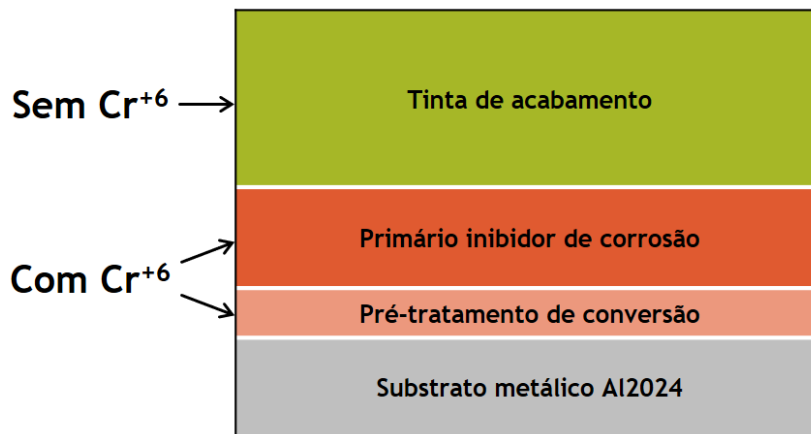 Tinta de acabamento
Sem Cr⁺⁶
Primário inibidor de corrosão
Com Cr⁺⁶
Pré-tratamento de conversão
Substrato metálico Al2024